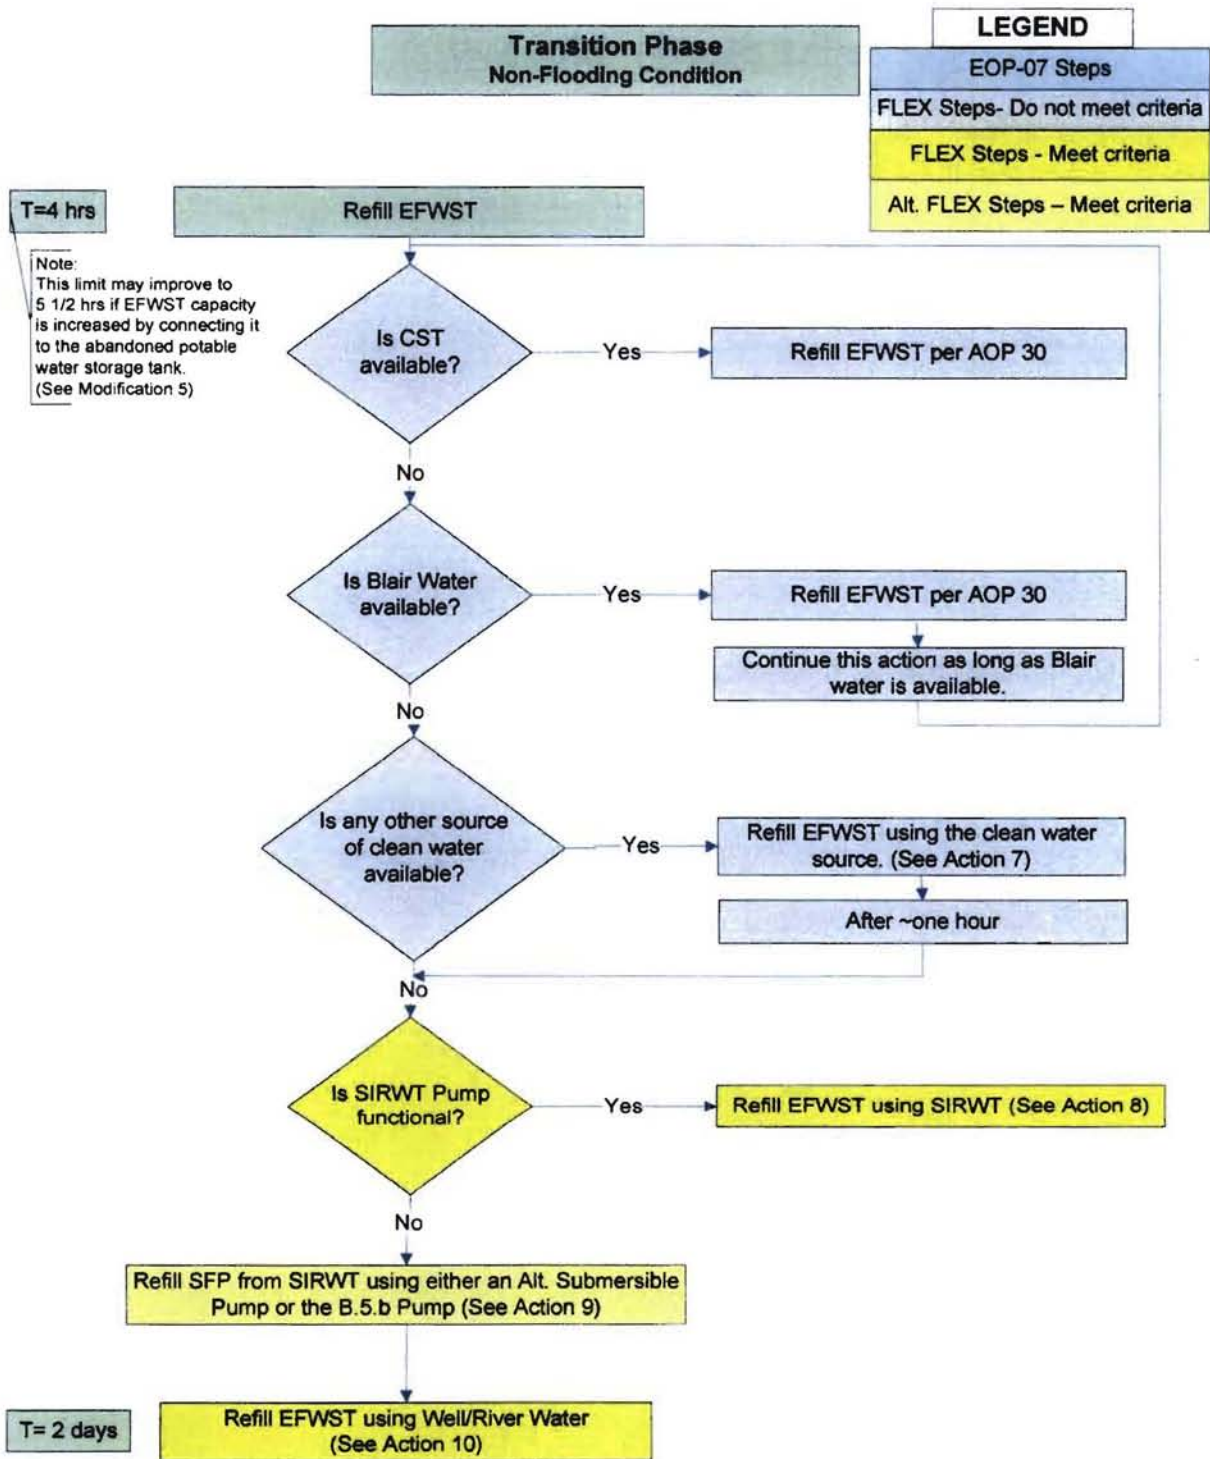 Transition Phase
Non-Flooding Condition
LEGEND
EOP-07 Steps
FLEX Steps- Do not meet criteria
FLEX Steps - Meet criteria
Alt. FLEX Steps – Meet criteria
T=4 hrs
Refill EFWST
Note:
This limit may improve to
5 1/2 hrs if EFWST capacity
is increased by connecting it
to the abandoned potable
water storage tank.
(See Modification 5)
Is CST
available?
Yes
Refill EFWST per AOP 30
No
Is Blair Water
available?
Yes
Refill EFWST per AOP 30
Continue this action as long as Blair
water is available.
No
Is any other source
of clean water
available?
Yes
Refill EFWST using the clean water
source. (See Action 7)
After ~one hour
No
Is SIRWT Pump
functional?
Yes
Refill EFWST using SIRWT (See Action 8)
No
Refill SFP from SIRWT using either an Alt. Submersible
Pump or the B.5.b Pump (See Action 9)
T= 2 days
Refill EFWST using Well/River Water
(See Action 10)